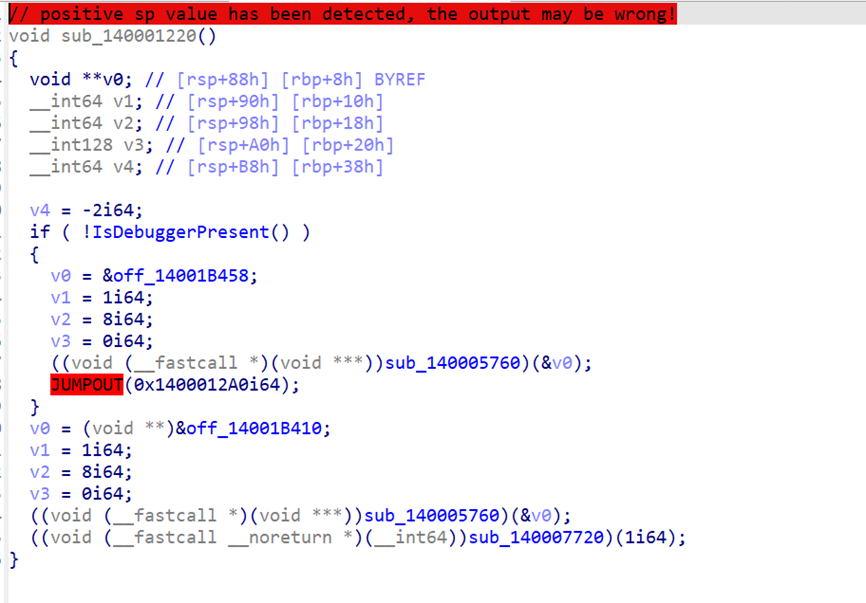 // positive sp value has been detected, the output may be wrong!
void sub_140001220()
{
  void **v0; // [rsp+88h] [rbp+8h] BYREF
  __int64 v1; // [rsp+90h] [rbp+10h]
  __int64 v2; // [rsp+98h] [rbp+18h]
  __int128 v3; // [rsp+A0h] [rbp+20h]
  __int64 v4; // [rsp+B8h] [rbp+38h]

  v4 = -2i64;
  if ( !IsDebuggerPresent() )
  {
    v0 = &off_14001B458;
    v1 = 1i64;
    v2 = 8i64;
    v3 = 0i64;
    ((void (__fastcall *)(void ***))sub_140005760)(&v0);
    JUMPOUT(0x1400012A0i64);
  }
  v0 = (void **)&off_14001B410;
  v1 = 1i64;
  v2 = 8i64;
  v3 = 0i64;
  ((void (__fastcall *)(void ***))sub_140005760)(&v0);
  ((void (__fastcall __noreturn *)(__int64))sub_140007720)(1i64);
}